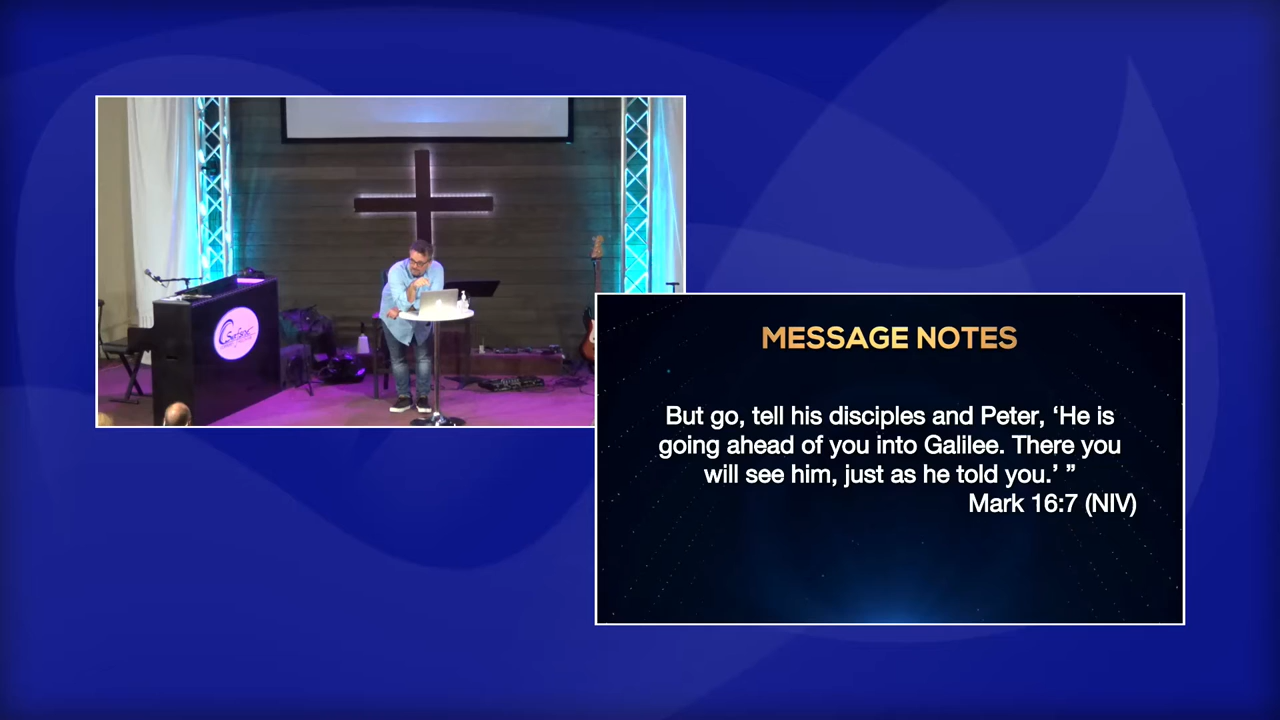 MESSAGE NOTES
But go, tell his disciples and Peter, ‘He is
going ahead of you into Galilee. There you
will see him, just as he told you.’ ”
Mark 16:7 (NIV)